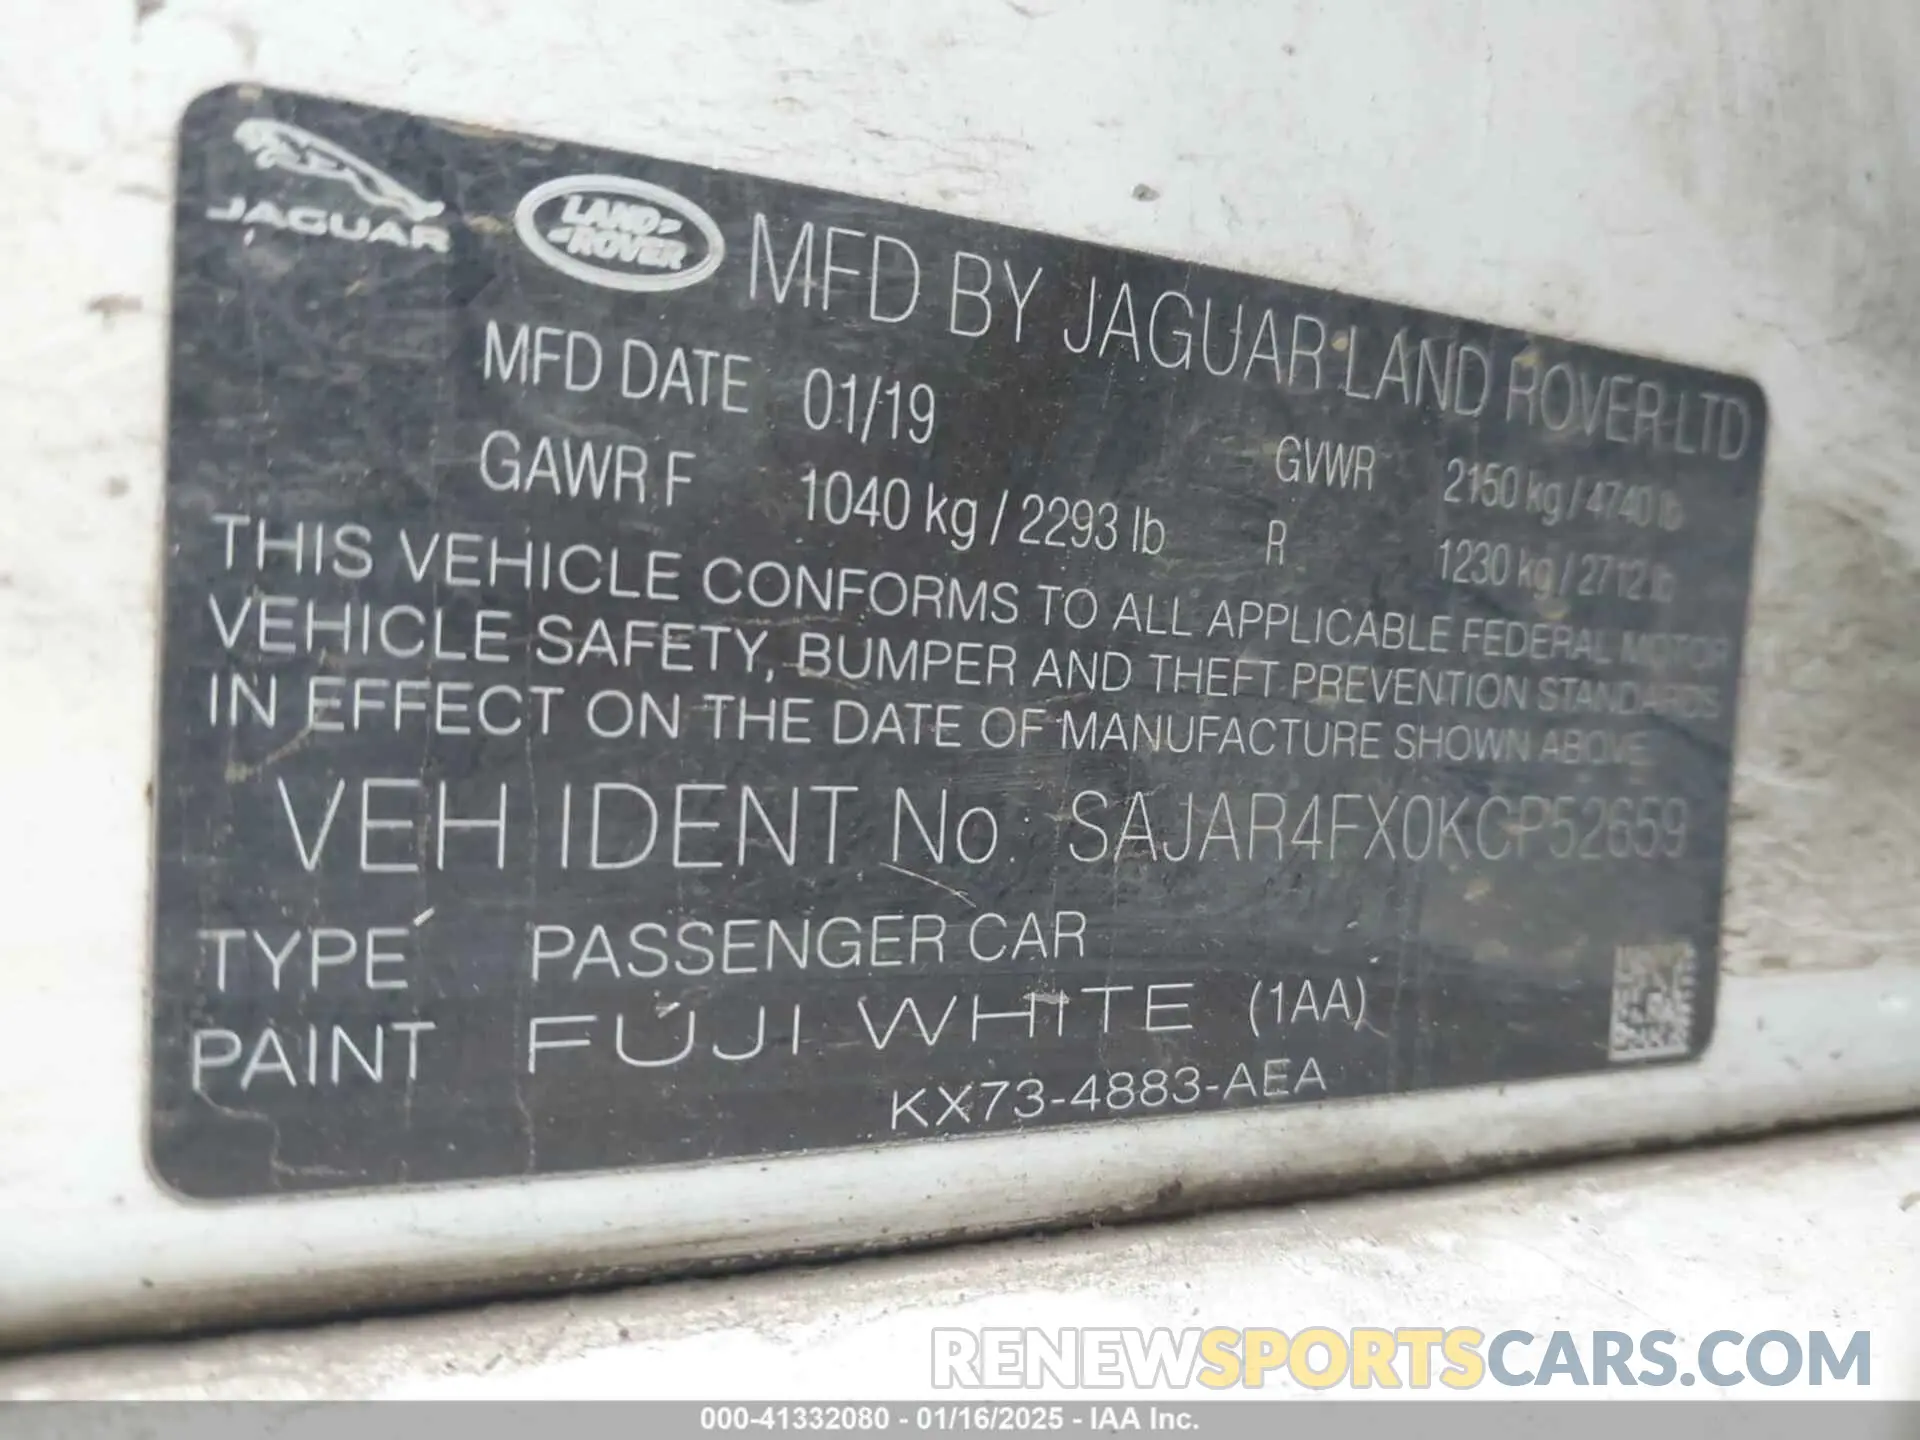 JAGUAR
LAND
ROVER
MFD BY JAGUAR LAND ROVER LTD
MFD DATE 01/19
GVWR 2150 kg / 4740 lb
GAWR F 1040 kg / 2293 lb R 1230 kg / 2712 lb
THIS VEHICLE CONFORMS TO ALL APPLICABLE FEDERAL MOTOR
VEHICLE SAFETY, BUMPER AND THEFT PREVENTION STANDARDS
IN EFFECT ON THE DATE OF MANUFACTURE SHOWN ABOVE
VEH IDENT No. SAJAR4FX0KCP52659
TYPE PASSENGER CAR
PAINT FUJI WHITE (1AA)
KX73-4883-AEA
RENEWSPORTSCARS.COM
000-41332080 - 01/16/2025 - IAA Inc.